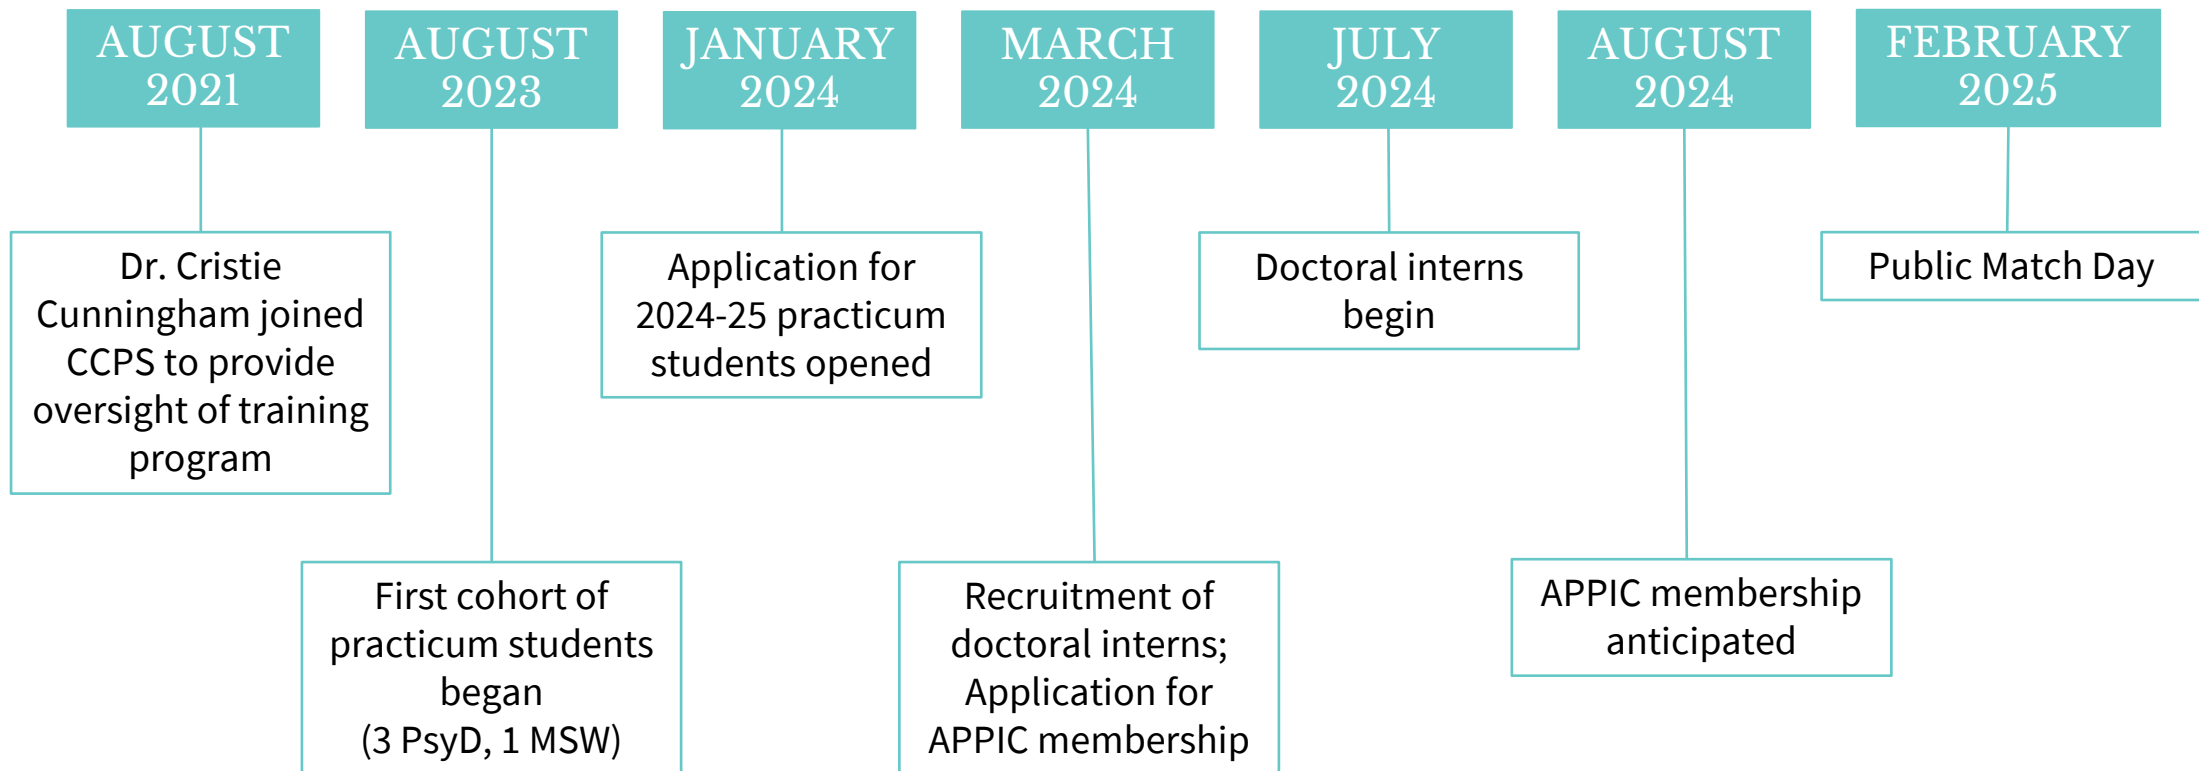 AUGUST
2021
AUGUST
2023
JANUARY
2024
MARCH
2024
JULY
2024
AUGUST
2024
FEBRUARY
2025
Dr. Cristie
Cunningham joined
CCPS to provide
oversight of training
program
First cohort of
practicum students
began
(3 PsyD, 1 MSW)
Application for
2024-25 practicum
students opened
Recruitment of
doctoral interns;
Application for
APPIC membership
Doctoral interns
begin
APPIC membership
anticipated
Public Match Day